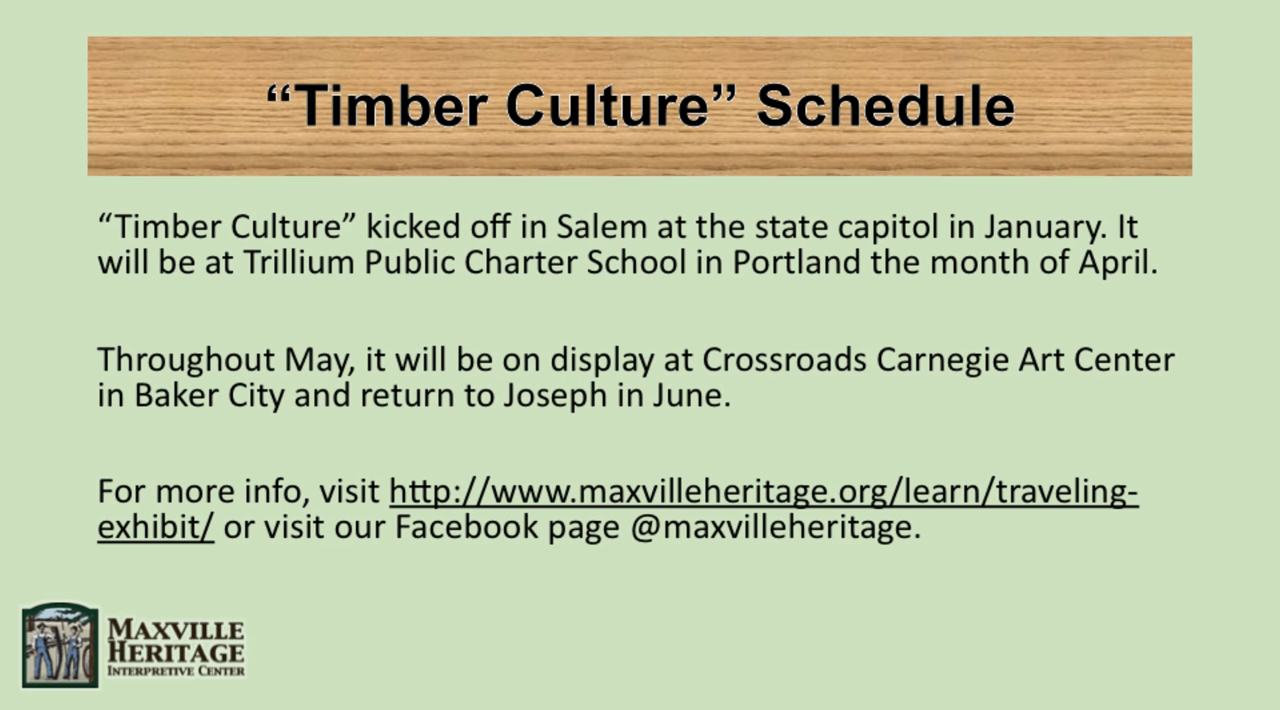 “Timber Culture” Schedule
“Timber Culture” kicked off in Salem at the state capitol in January. It
will be at Trillium Public Charter School in Portland the month of April.
Throughout May, it will be on display at Crossroads Carnegie Art Center
in Baker City and return to Joseph in June.
For more info, visit http://www.maxvilleheritage.org/learn/traveling-
exhibit/ or visit our Facebook page @maxvilleheritage.
MAXVILLE
HERITAGE
INTERPRETIVE CENTER